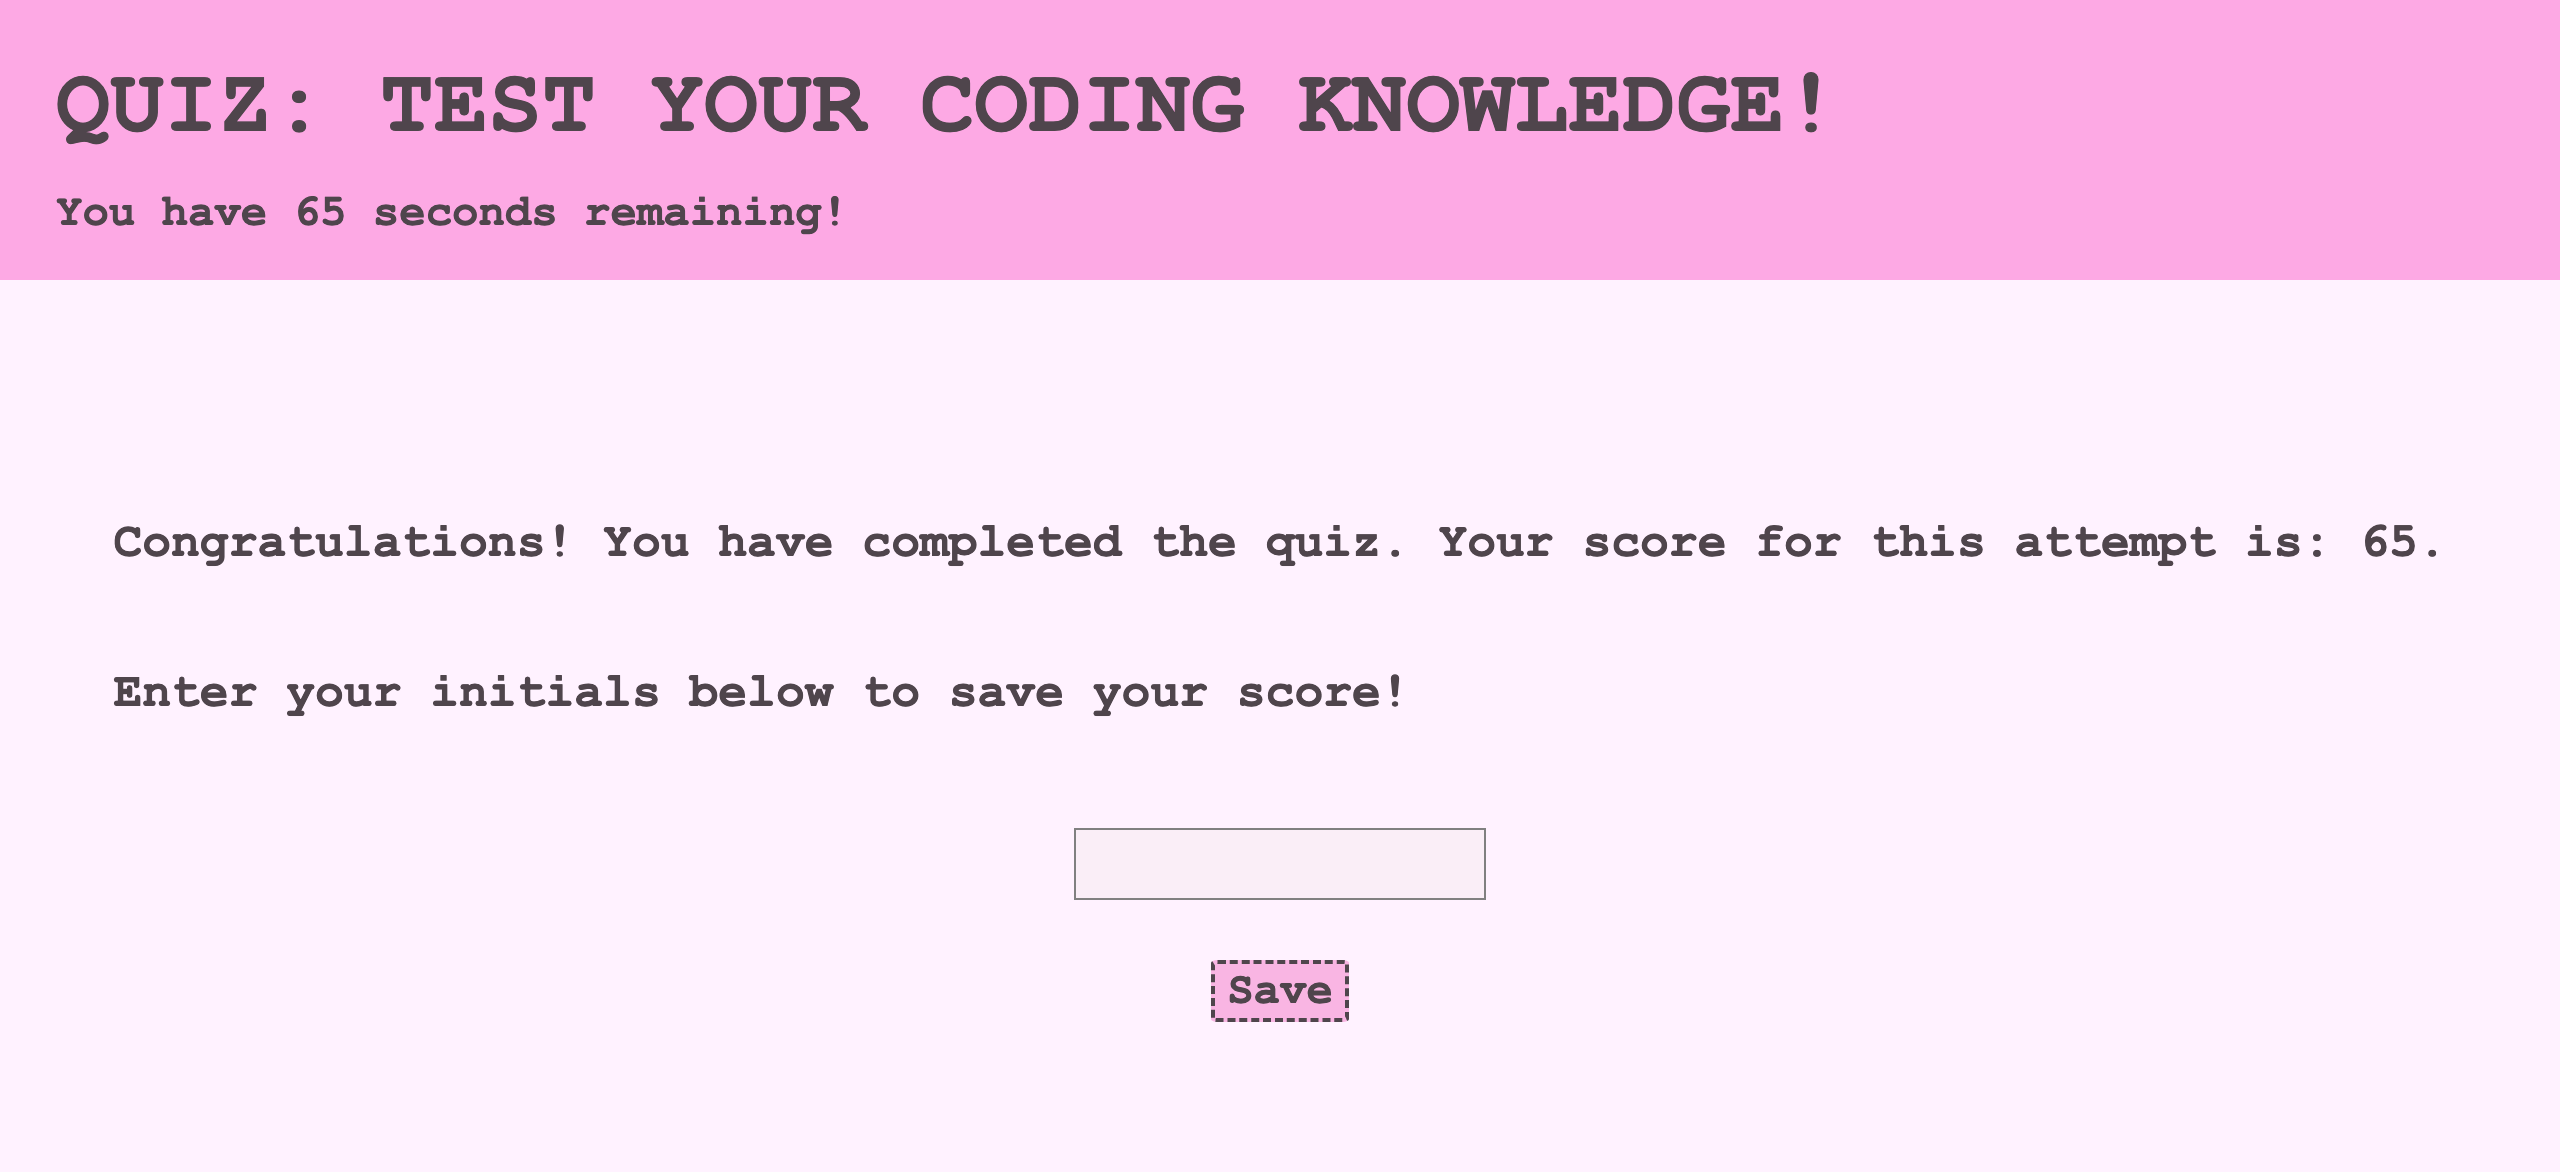 QUIZ: TEST YOUR CODING KNOWLEDGE!
You have 65 seconds remaining!
Congratulations! You have completed the quiz. Your score for this attempt is: 65.
Enter your initials below to save your score!
Save